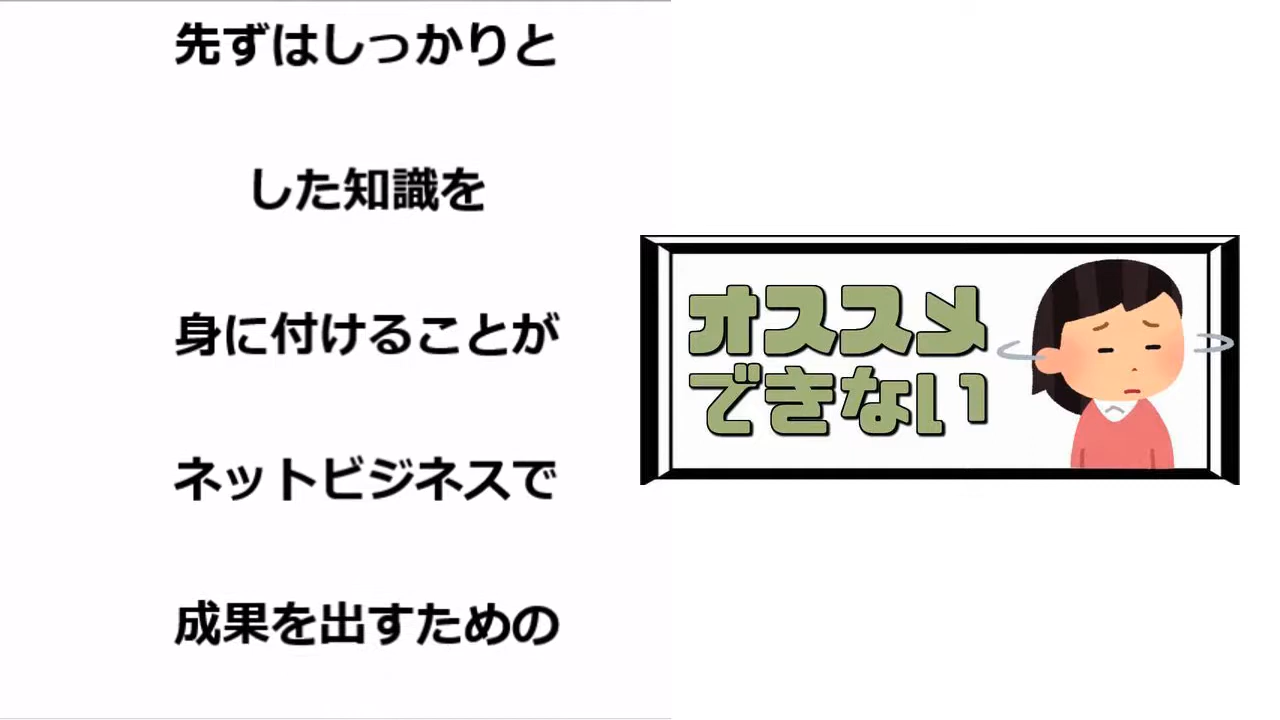 先ずはしっかりと
した知識を
身に付けることが
ネットビジネスで
成果を出すための
オススメ
できない